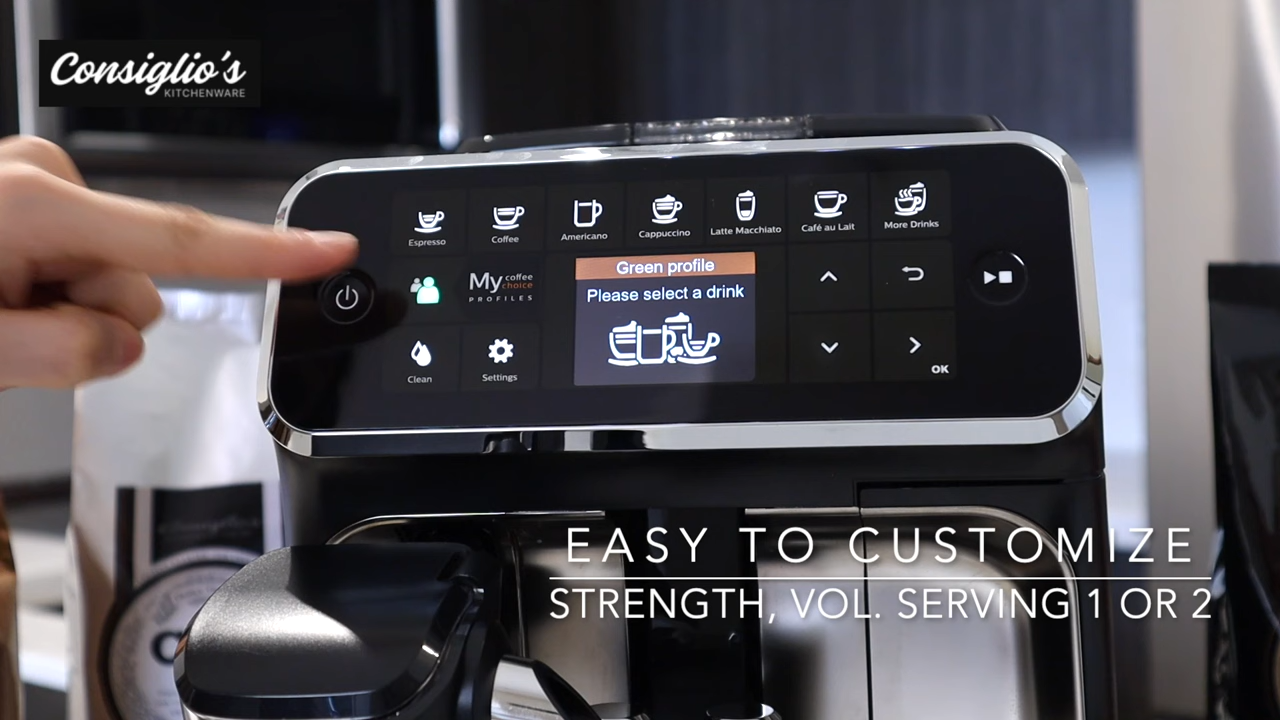 Consiglio's
KITCHENWARE
Espresso
Coffee
Americano
Cappuccino
Latte Macchiato
Café au Lait
More Drinks
My coffee choice
PROFILES
Green profile
Please select a drink
Clean
Settings
OK
EASY TO CUSTOMIZE
STRENGTH, VOL. SERVING 1 OR 2